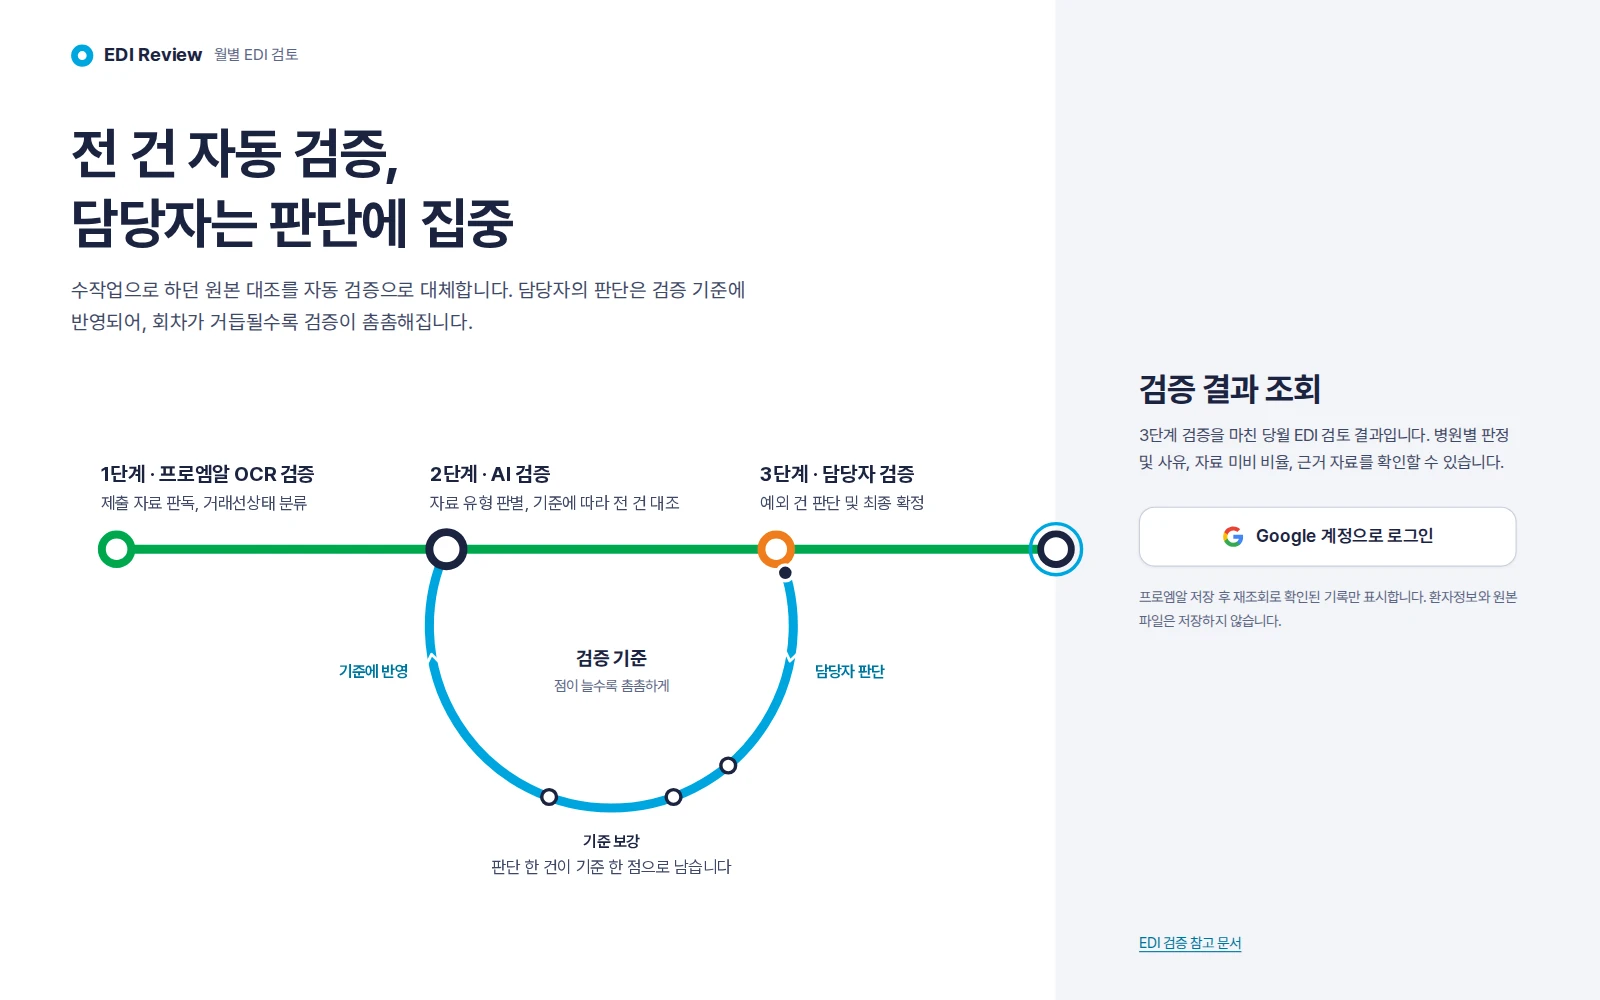 EDI Review 월별 EDI 검토
전 건 자동 검증,
담당자는 판단에 집중
수작업으로 하던 원본 대조를 자동 검증으로 대체합니다. 담당자의 판단은 검증 기준에
반영되어, 회차가 거듭될수록 검증이 촘촘해집니다.
1단계 · 프로엠알 OCR 검증
제출 자료 판독, 거래선상태 분류
2단계 · AI 검증
자료 유형 판별, 기준에 따라 전 건 대조
3단계 · 담당자 검증
예외 건 판단 및 최종 확정
기준에 반영
검증 기준
점이 늘수록 촘촘하게
담당자 판단
기준 보강
판단 한 건이 기준 한 점으로 남습니다
검증 결과 조회
3단계 검증을 마친 당월 EDI 검토 결과입니다. 병원별 판정
및 사유, 자료 미비 비율, 근거 자료를 확인할 수 있습니다.
Google 계정으로 로그인
프로엠알 저장 후 재조회로 확인된 기록만 표시합니다. 환자정보와 원본
파일은 저장하지 않습니다.
EDI 검증 참고 문서